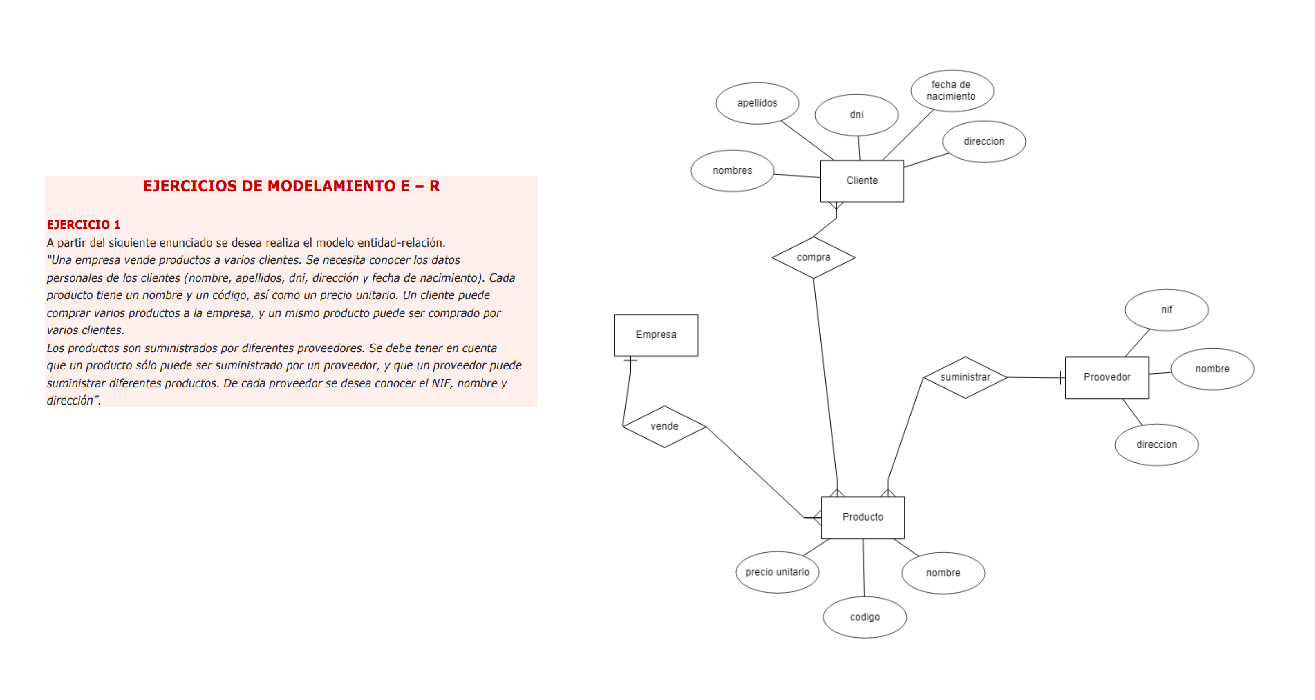 EJERCICIOS DE MODELAMIENTO E – R
EJERCICIO 1
A partir del siguiente enunciado se desea realiza el modelo entidad-relación.
"Una empresa vende productos a varios clientes. Se necesita conocer los datos
personales de los clientes (nombre, apellidos, dni, dirección y fecha de nacimiento). Cada
producto tiene un nombre y un código, así como un precio unitario. Un cliente puede
comprar varios productos a la empresa, y un mismo producto puede ser comprado por
varios clientes.
Los productos son suministrados por diferentes proveedores. Se debe tener en cuenta
que un producto sólo puede ser suministrado por un proveedor, y que un proveedor puede
suministrar diferentes productos. De cada proveedor se desea conocer el NIF, nombre y
dirección".
fecha de
nacimiento
apellidos
dni
direccion
nombres
Cliente
compra
Empresa
nif
suministrar
Proovedor
nombre
vende
direccion
Producto
precio unitario
nombre
codigo